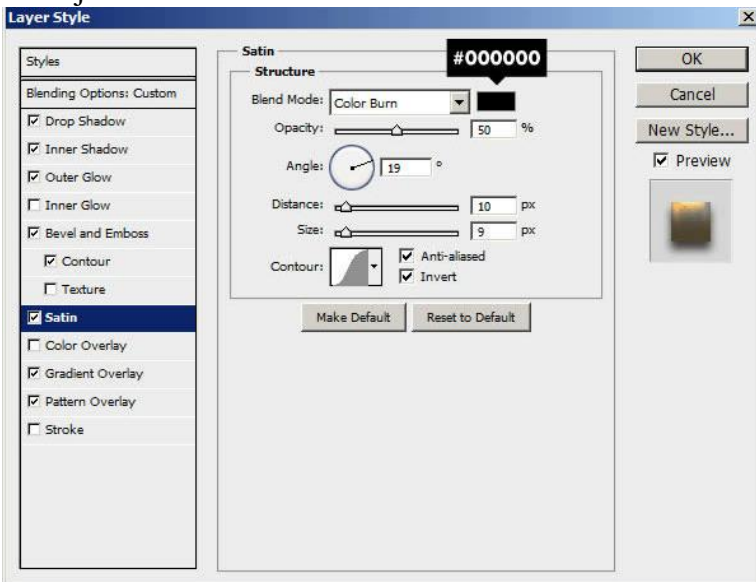 Layer Style
Styles
Blending Options: Custom
Drop Shadow
Inner Shadow
Outer Glow
Inner Glow
Bevel and Emboss
Contour
Texture
Satin
Color Overlay
Gradient Overlay
Pattern Overlay
Stroke
Satin
Structure
#000000
Blend Mode: Color Burn
Opacity: 50 %
Angle: 19 °
Distance: 10 px
Size: 9 px
Contour:
Anti-aliased
Invert
Make Default Reset to Default
OK
Cancel
New Style...
Preview